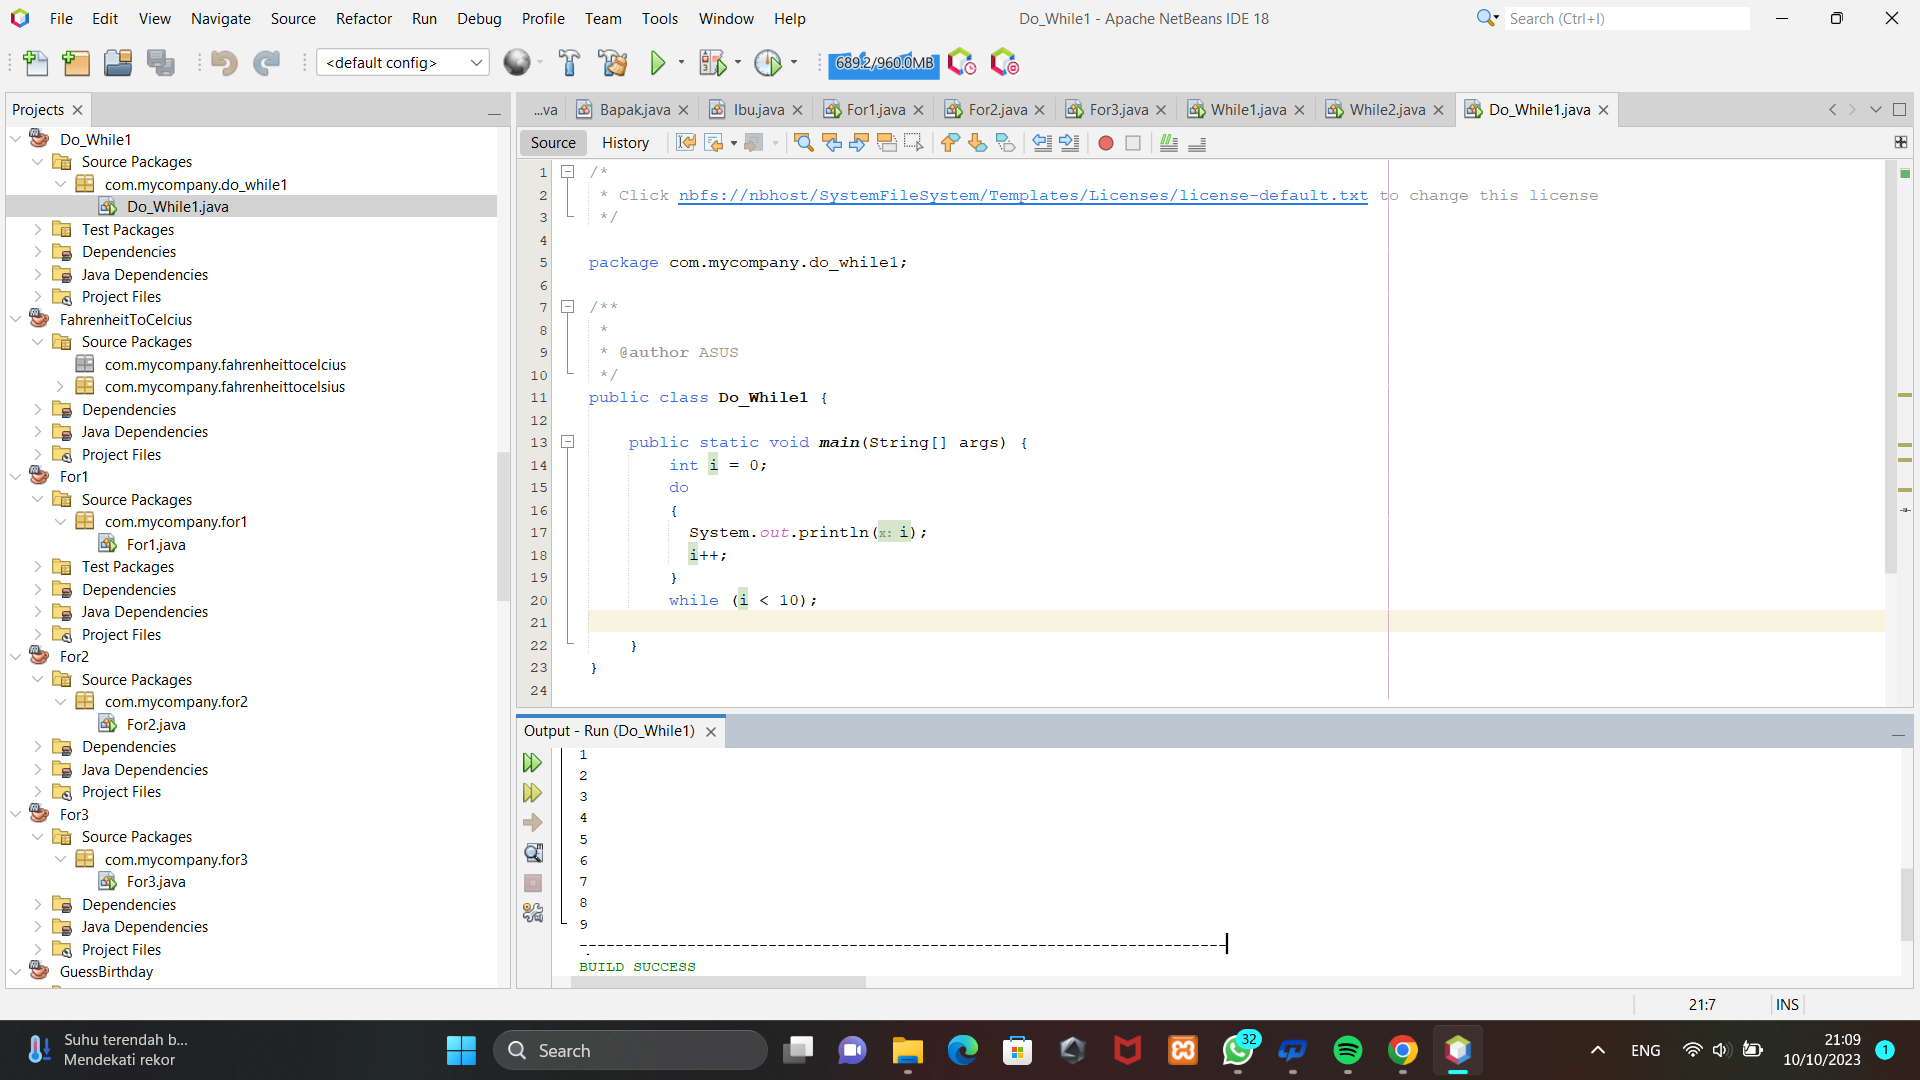 File Edit View Navigate Source Refactor Run Debug Profile Team Tools Window Help
Do_While1 - Apache NetBeans IDE 18
Search (Ctrl+I)
<default config>
689.2/960.0MB
Projects
Do_While1
Source Packages
com.mycompany.do_while1
Do_While1.java
Test Packages
Dependencies
Java Dependencies
Project Files
FahrenheitToCelcius
Source Packages
com.mycompany.fahrenheittocelcius
com.mycompany.fahrenheittocelsius
Dependencies
Java Dependencies
Project Files
For1
Source Packages
com.mycompany.for1
For1.java
Test Packages
Dependencies
Java Dependencies
Project Files
For2
Source Packages
com.mycompany.for2
For2.java
Dependencies
Java Dependencies
Project Files
For3
Source Packages
com.mycompany.for3
For3.java
Dependencies
Java Dependencies
Project Files
GuessBirthday
...va Bapak.java Ibu.java For1.java For2.java For3.java While1.java While2.java Do_While1.java
Source History
1 /*
2 * Click nbfs://nbhost/SystemFileSystem/Templates/Licenses/license-default.txt to change this license
3 */
4
5 package com.mycompany.do_while1;
6
7 /**
8 *
9 * @author ASUS
10 */
11 public class Do_While1 {
12
13 public static void main(String[] args) {
14 int i = 0;
15 do
16 {
17 System.out.println(x: i);
18 i++;
19 }
20 while (i < 10);
21
22 }
23 }
24
Output - Run (Do_While1)
1
2
3
4
5
6
7
8
9
------------------------------------------------------------------------
BUILD SUCCESS
21:7 INS
Suhu terendah b...
Mendekati rekor
Search
32
ENG
21:09
10/10/2023
1